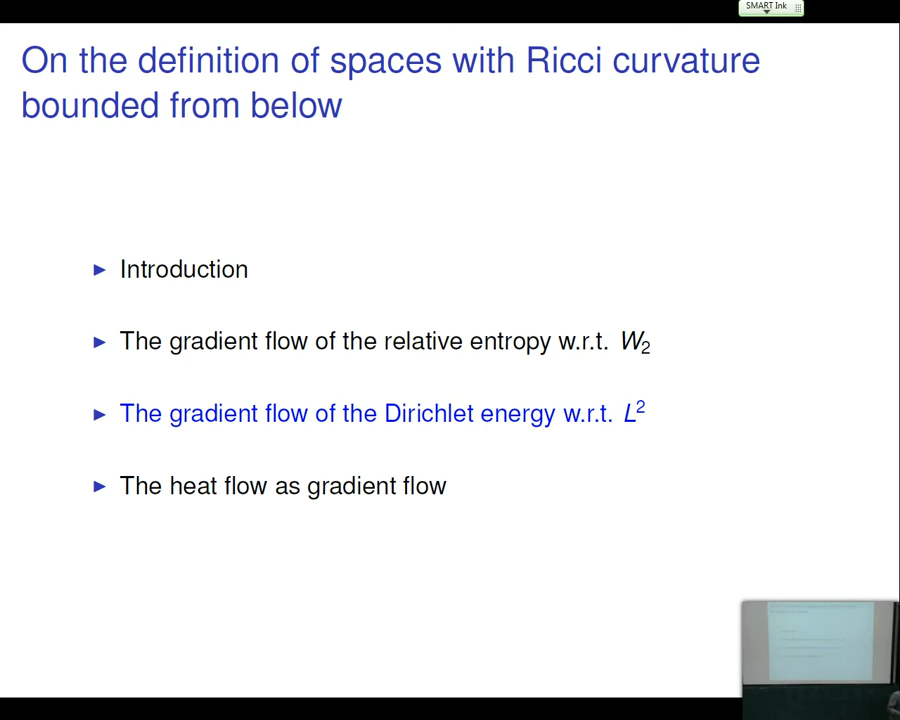 SMART Ink
On the definition of spaces with Ricci curvature
bounded from below
► Introduction
► The gradient flow of the relative entropy w.r.t. W₂
► The gradient flow of the Dirichlet energy w.r.t. L²
► The heat flow as gradient flow